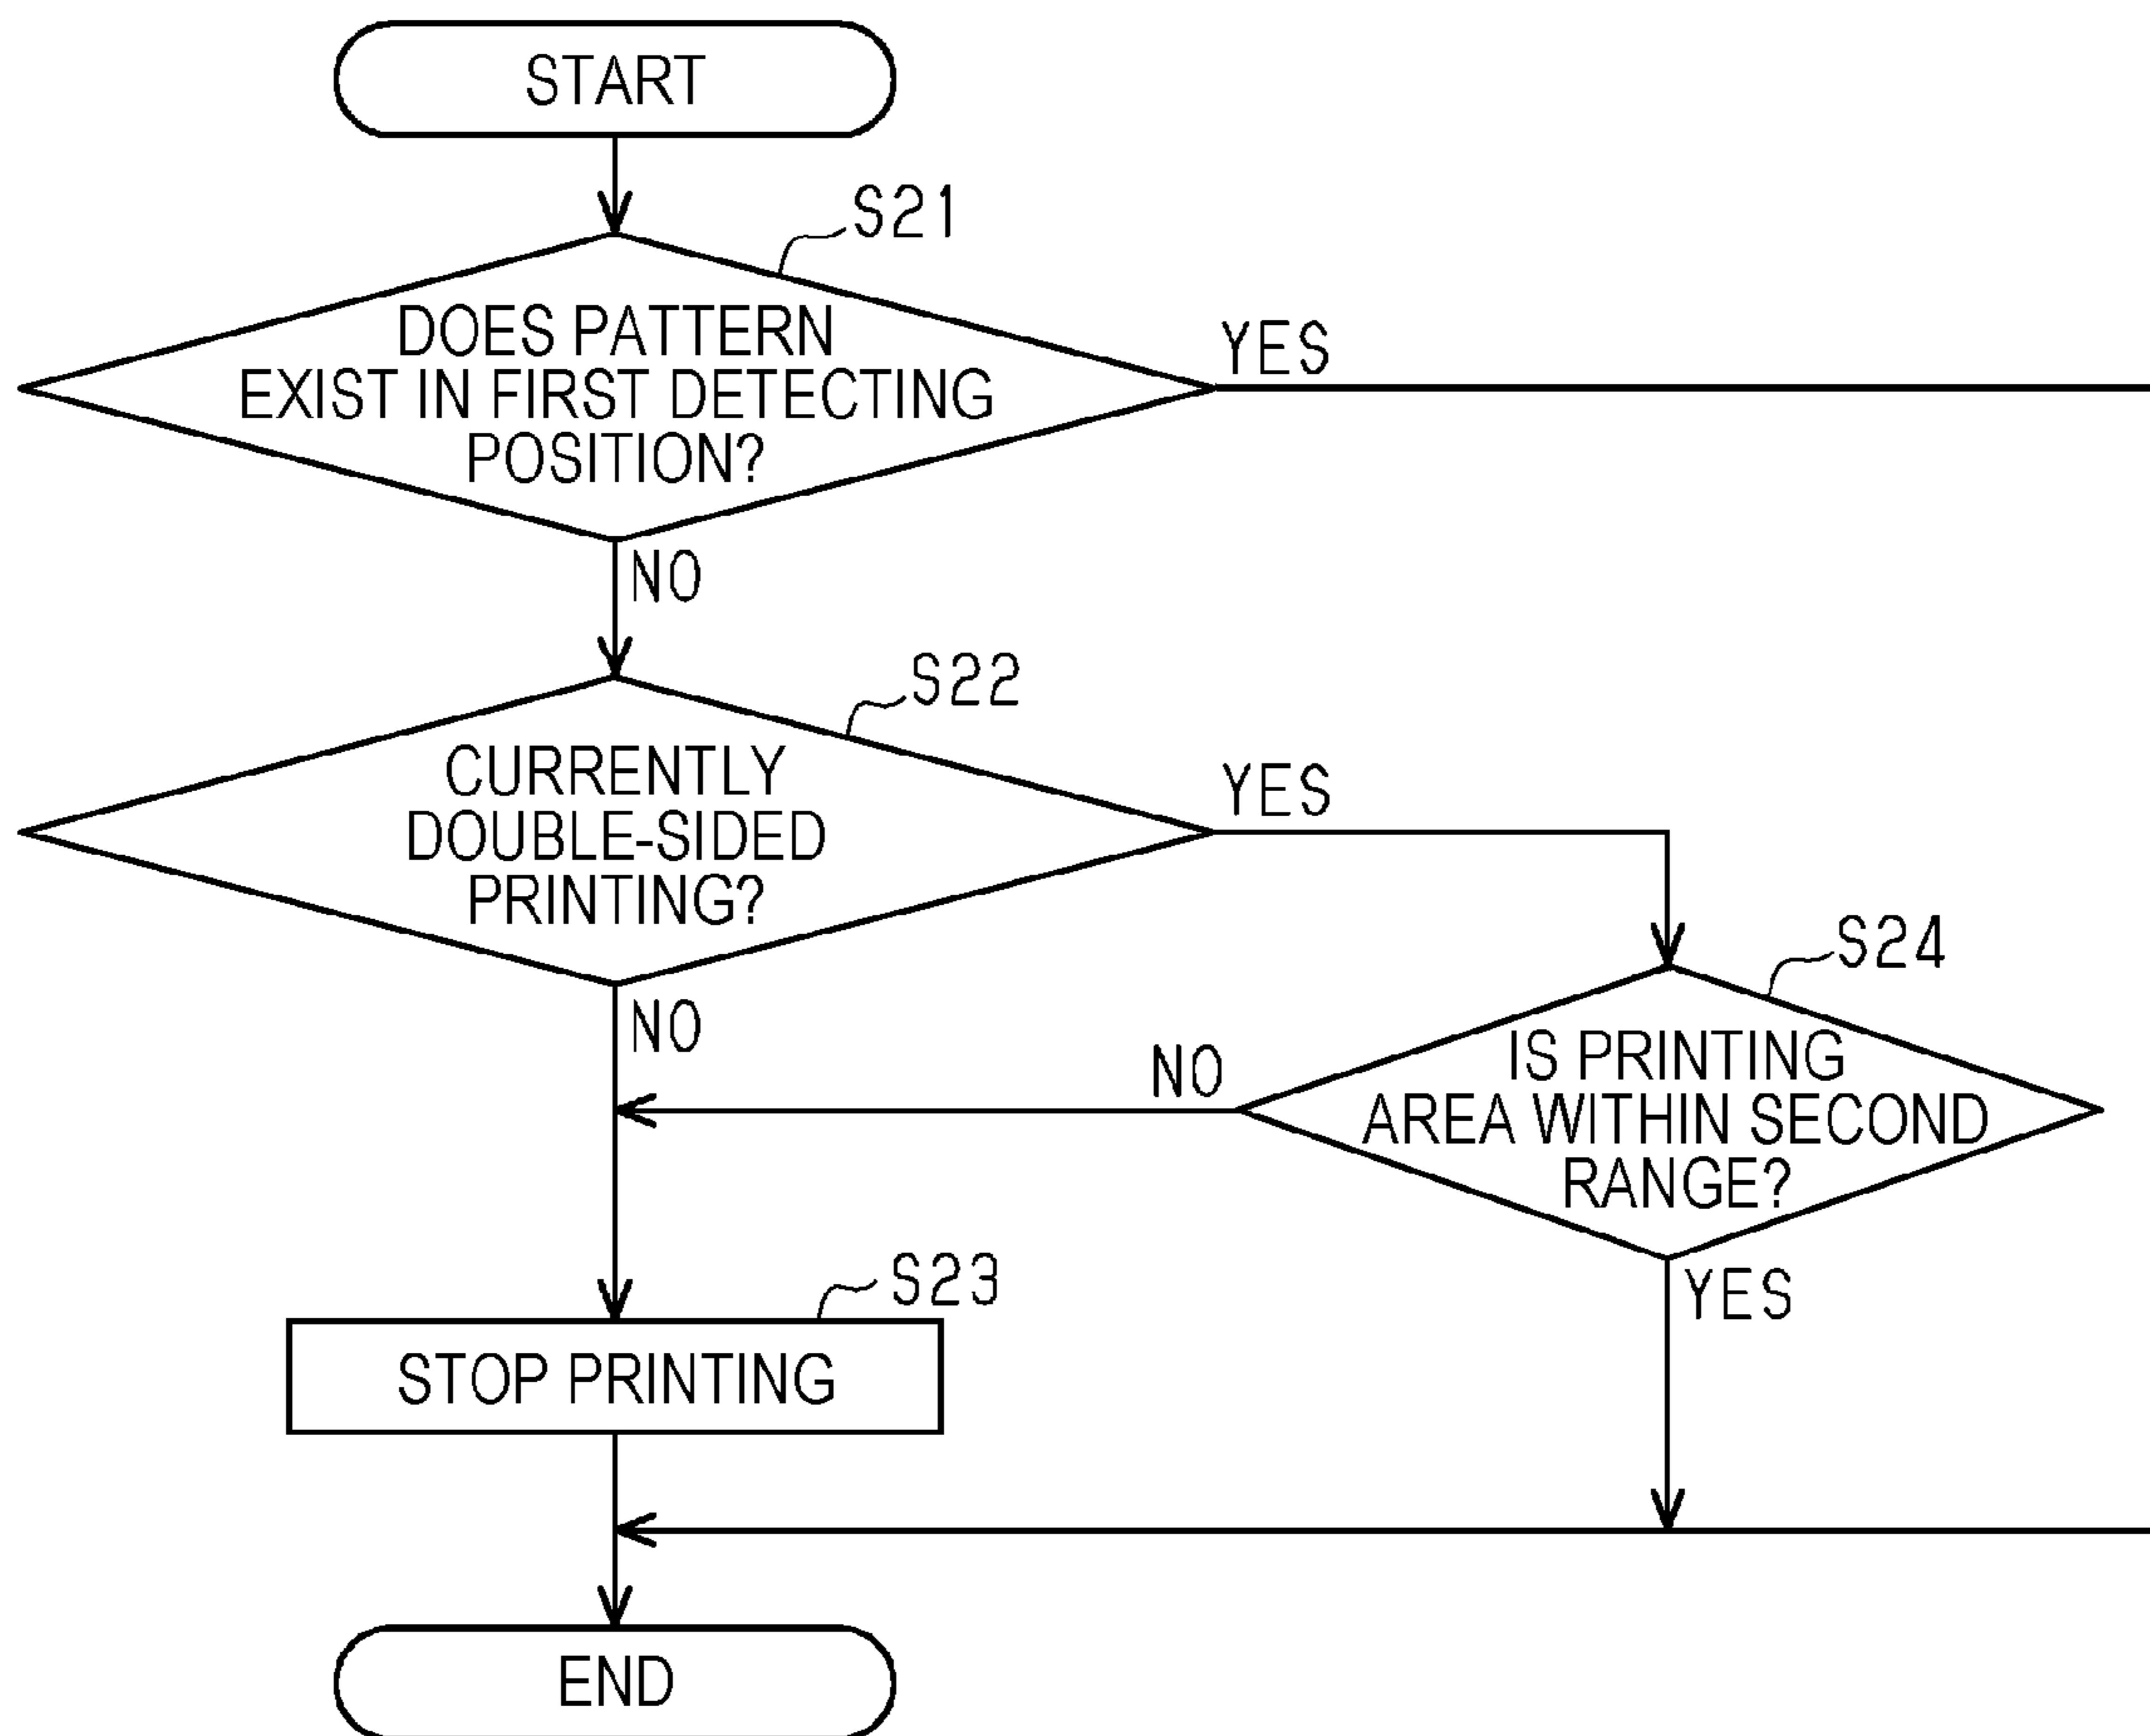 START
S21
DOES PATTERN
EXIST IN FIRST DETECTING
POSITION?
YES
NO
S22
CURRENTLY
DOUBLE-SIDED
PRINTING?
YES
NO
S24
IS PRINTING
AREA WITHIN SECOND
RANGE?
NO
YES
S23
STOP PRINTING
END